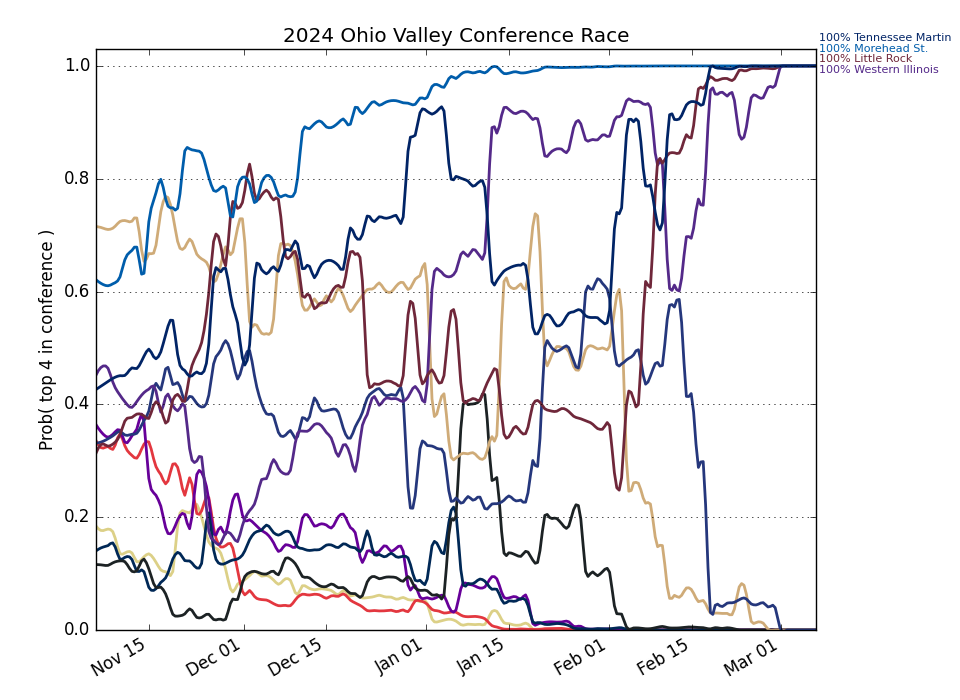 2024 Ohio Valley Conference Race
100% Tennessee Martin
100% Morehead St.
100% Little Rock
100% Western Illinois
Prob( top 4 in conference )
1.0
0.8
0.6
0.4
0.2
0.0
Nov 15
Dec 01
Dec 15
Jan 01
Jan 15
Feb 01
Feb 15
Mar 01